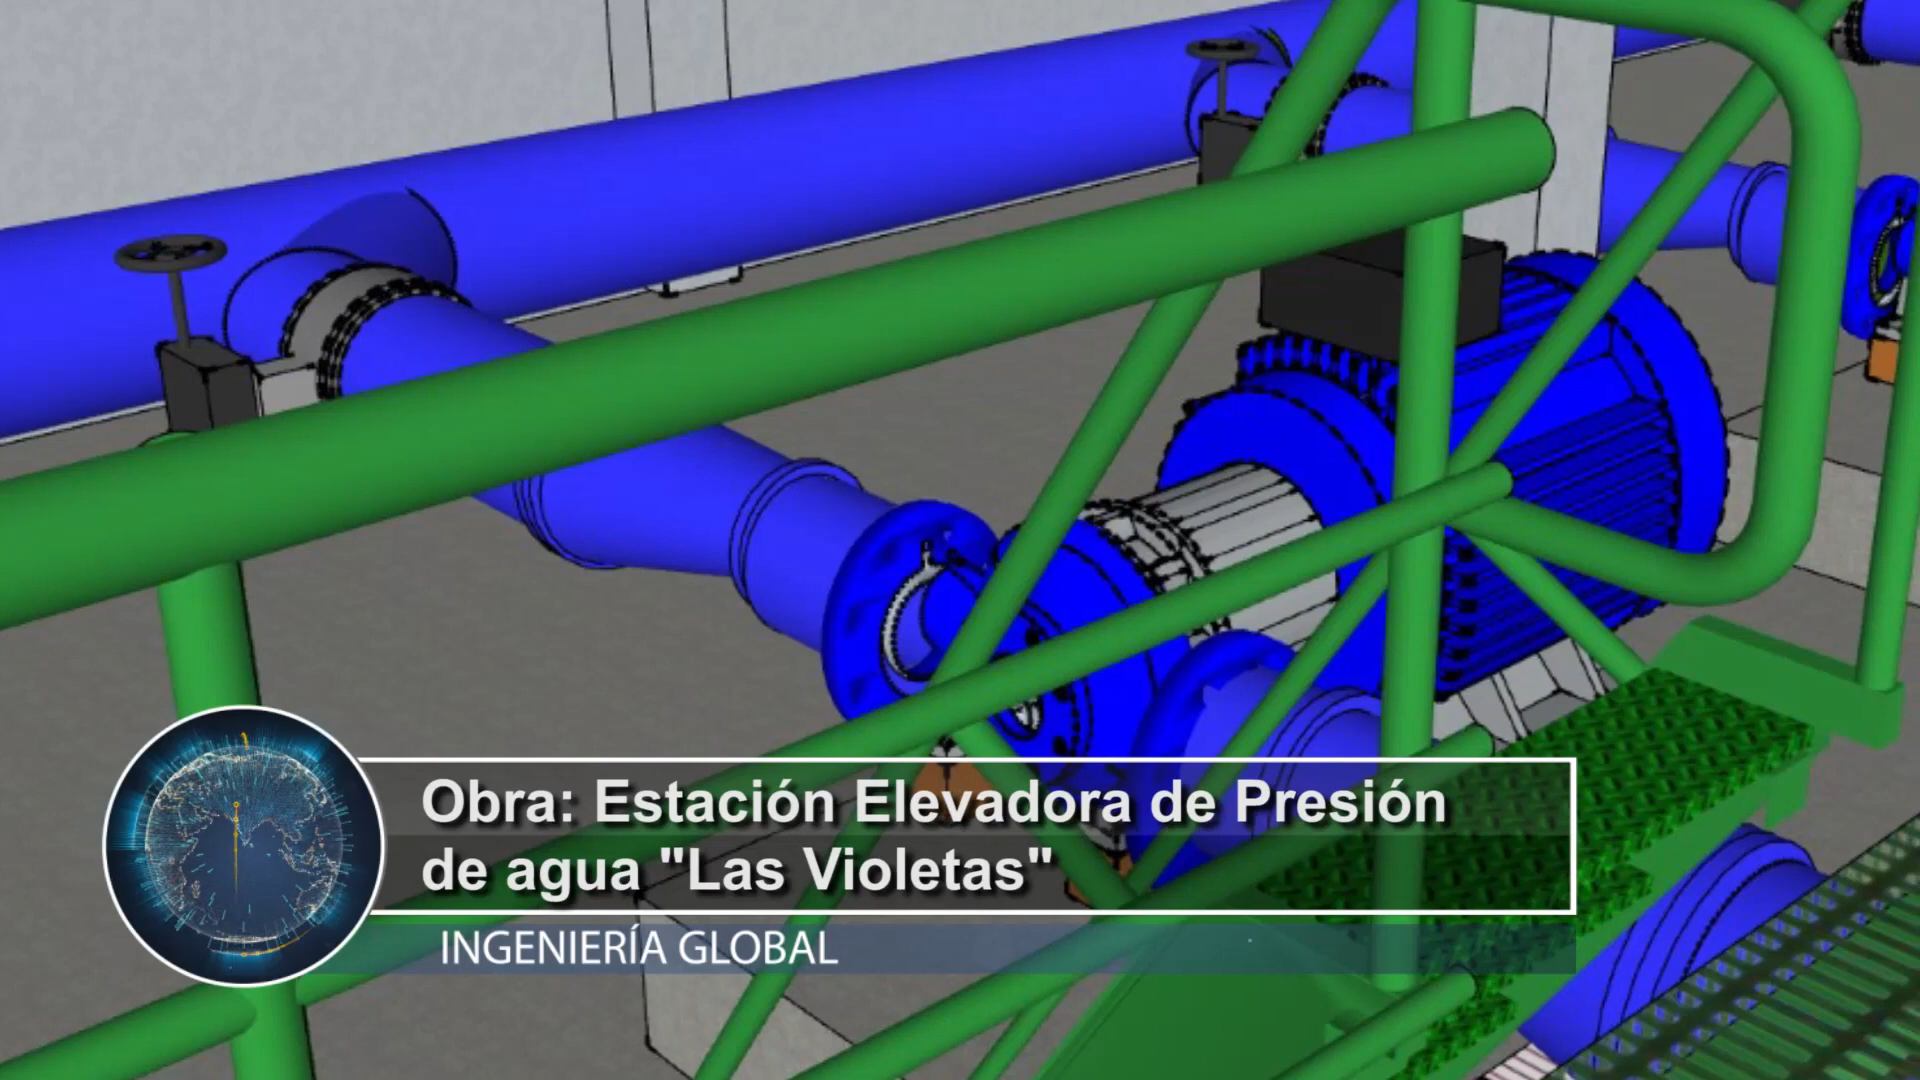 Obra: Estación Elevadora de Presión
de agua "Las Violetas"
INGENIERÍA GLOBAL